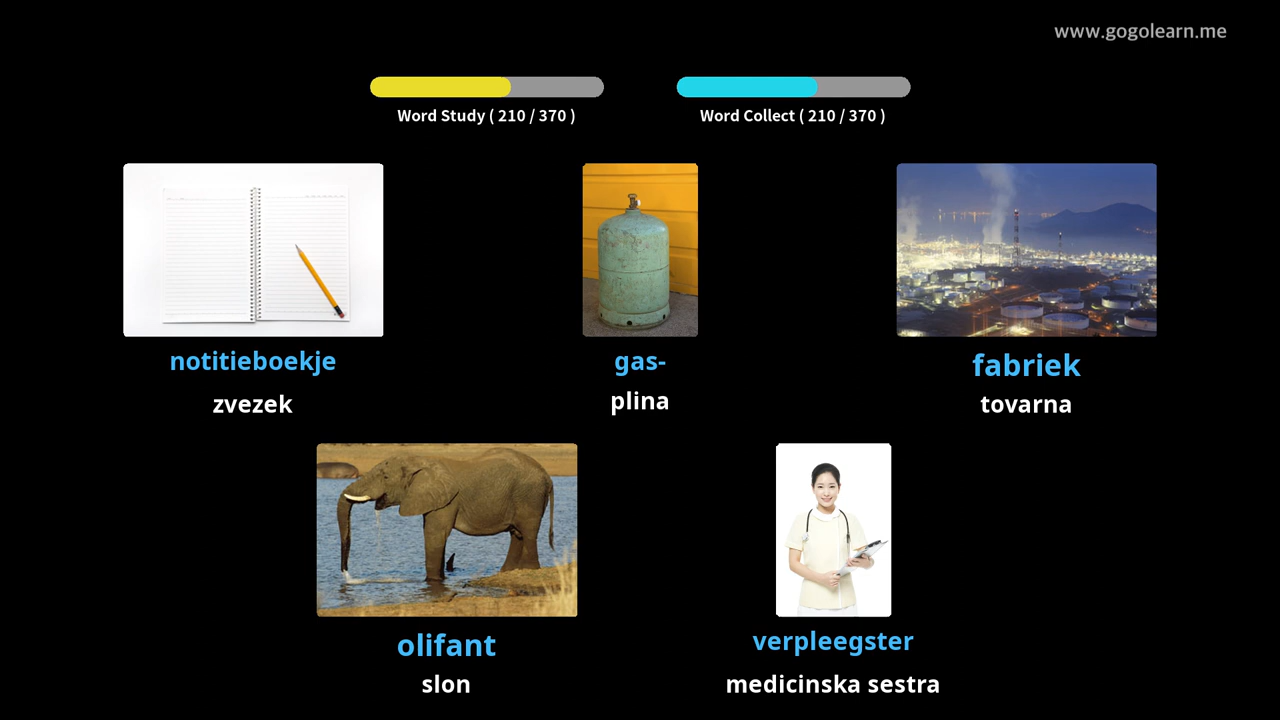 www.gogolearn.me
Word Study ( 210 / 370 )
Word Collect ( 210 / 370 )
notitieboekje
gas-
fabriek
zvezek
plina
tovarna
olifant
verpleegster
slon
medicinska sestra